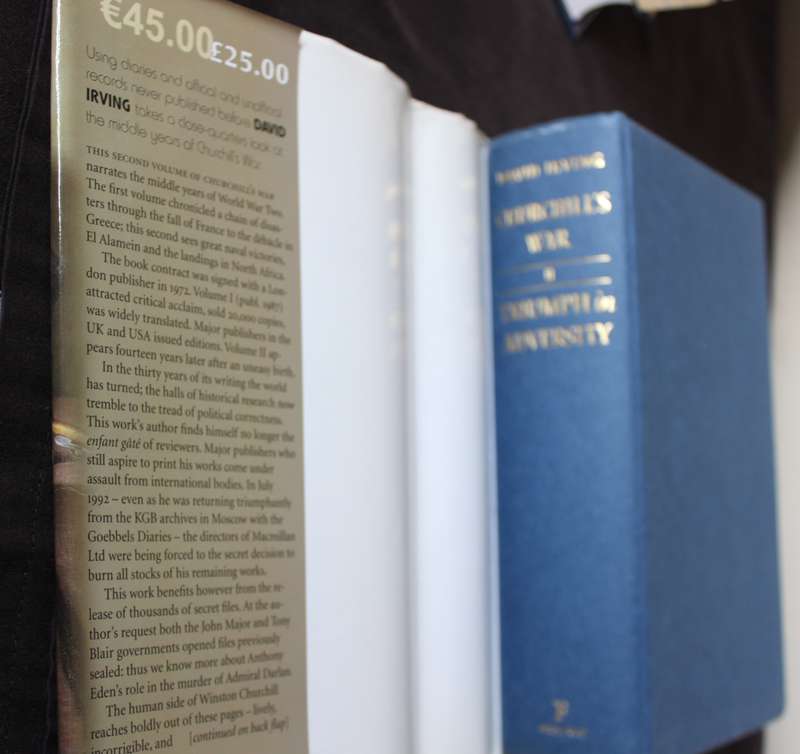 €45.00
£25.00
Using diaries and official and unofficial
records never published before DAVID
IRVING takes a close-quarters look at
the middle years of Churchill's War.
THIS SECOND VOLUME OF CHURCHILL'S WAR
narrates the middle years of World War Two.
The first volume chronicled a chain of disas-
ters through the fall of France to the débâcle in
Greece; this second sees great naval victories,
El Alamein and the landings in North Africa.
The book contract was signed with a Lon-
don publisher in 1972. Volume I (publ. 1987)
attracted critical acclaim, sold 20,000 copies,
was widely translated. Major publishers in the
UK and USA issued editions. Volume II ap-
pears fourteen years later after an uneasy birth.
In the thirty years of its writing the world
has turned; the halls of historical research now
tremble to the tread of political correctness.
This work's author finds himself no longer the
enfant gâté of reviewers. Major publishers who
still aspire to print his works come under
assault from international bodies. In July
1992 – even as he was returning triumphantly
from the KGB archives in Moscow with the
Goebbels Diaries – the directors of Macmillan
Ltd were being forced to the secret decision to
burn all stocks of his remaining works.
This work benefits however from the re-
lease of thousands of secret files. At the au-
thor's request both the John Major and Tony
Blair governments opened files previously
sealed: thus we know more about Anthony
Eden's role in the murder of Admiral Darlan.
The human side of Winston Churchill
reaches boldly out of these pages – lively,
incorrigible, and [continued on back flap]
DAVID IRVING
CHURCHILL'S
WAR
II
TRIUMPH in
ADVERSITY